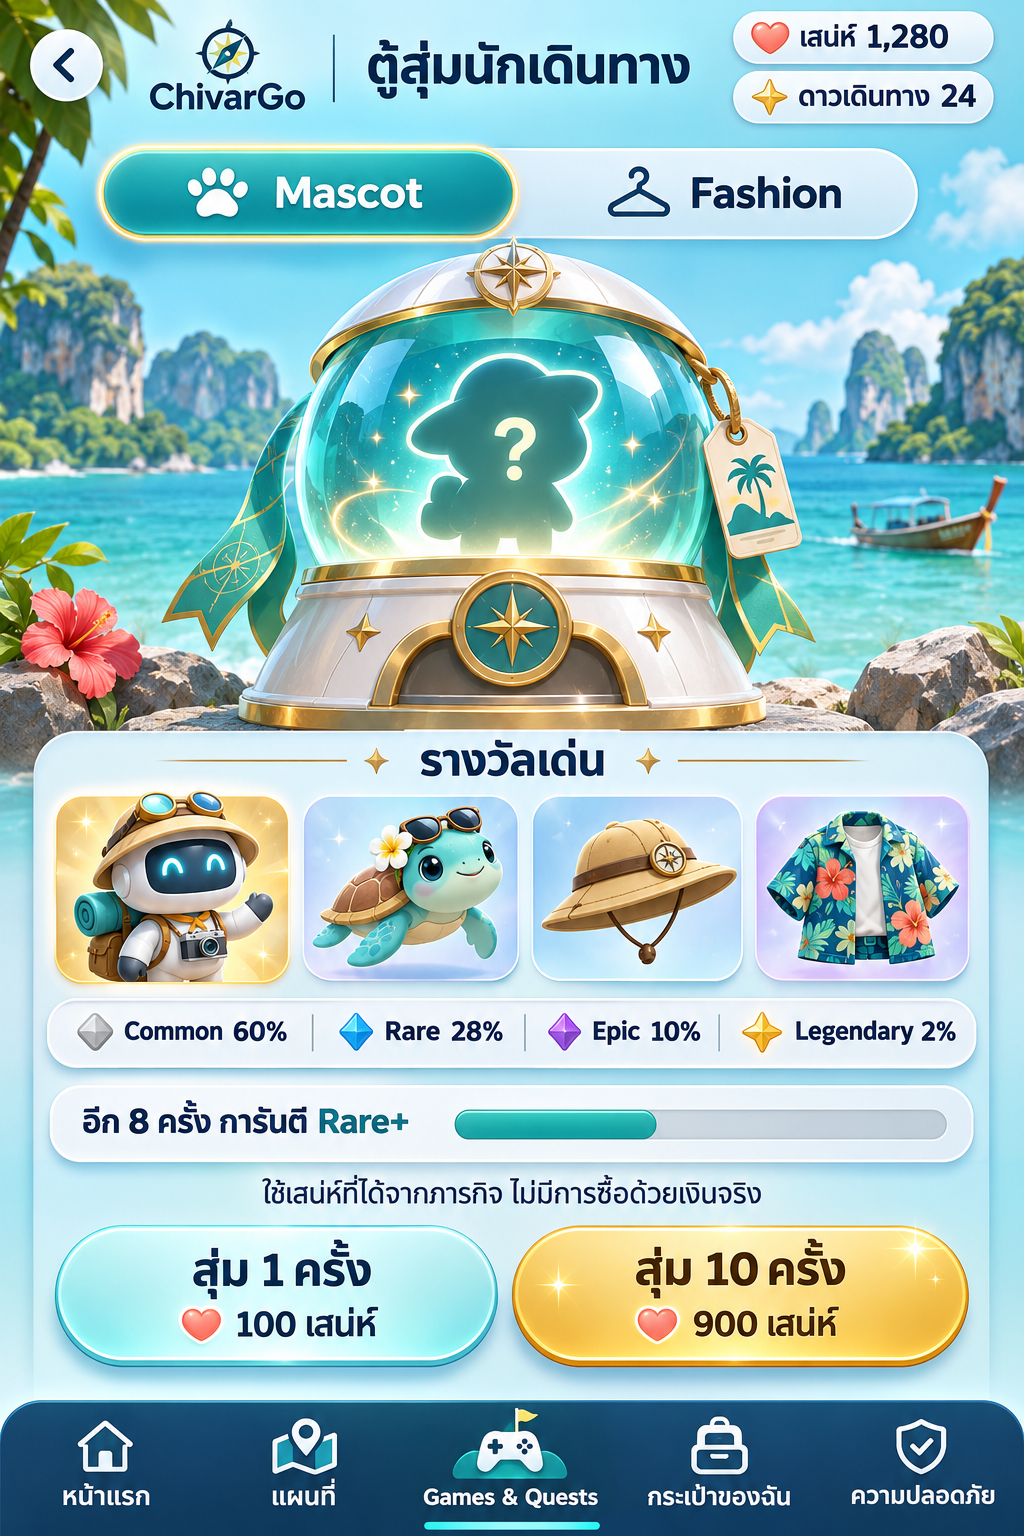 ChivarGo
ตู้สุ่มนักเดินทาง
เสน่ห์ 1,280
ดาวเดินทาง 24
Mascot
Fashion
?
รางวัลเด่น
Common 60%
Rare 28%
Epic 10%
Legendary 2%
อีก 8 ครั้ง การันตี Rare+
ใช้เสน่ห์ที่ได้จากภารกิจ ไม่มีการซื้อด้วยเงินจริง
สุ่ม 1 ครั้ง
100 เสน่ห์
สุ่ม 10 ครั้ง
900 เสน่ห์
หน้าแรก
แผนที่
Games & Quests
กระเป๋าของฉัน
ความปลอดภัย